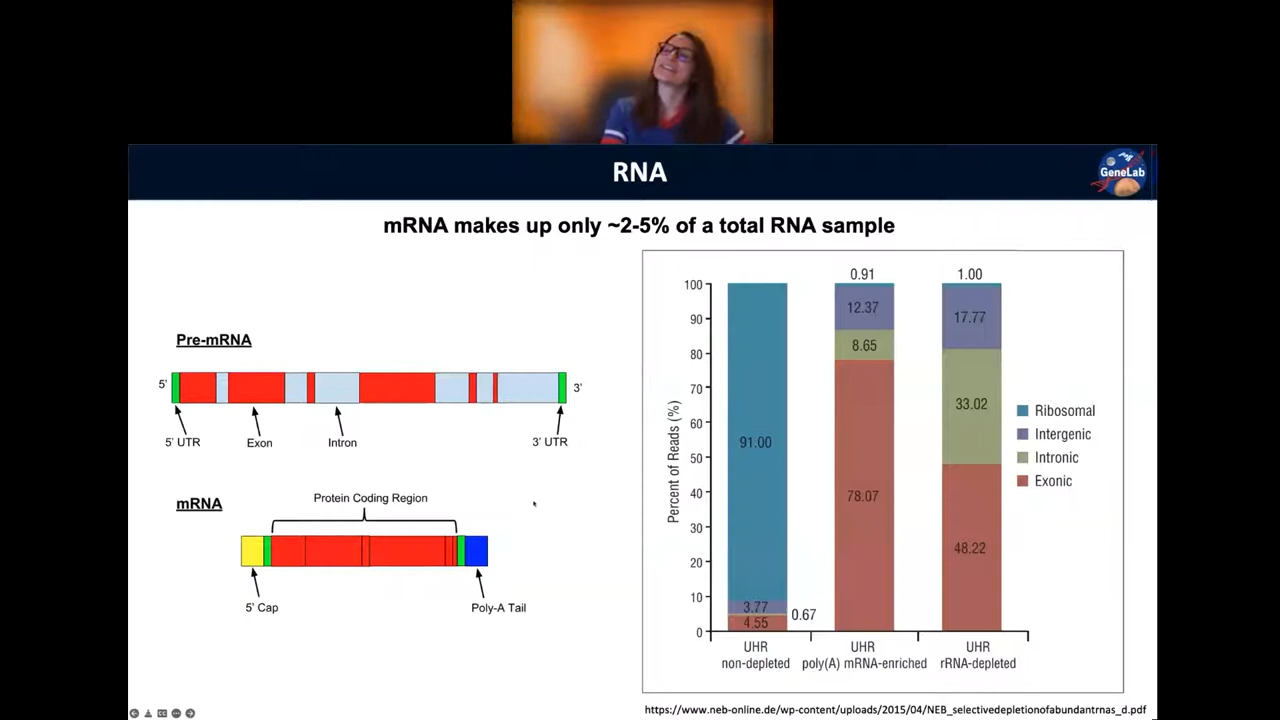 RNA
GeneLab
mRNA makes up only ~2-5% of a total RNA sample
Pre-mRNA
5'
3'
5' UTR
Exon
Intron
3' UTR
mRNA
Protein Coding Region
5' Cap
Poly-A Tail
Percent of Reads (%)
100
90
80
70
60
50
40
30
20
10
0
91.00
3.77
0.67
4.55
0.91
12.37
8.65
78.07
1.00
17.77
33.02
48.22
UHR
non-depleted
UHR
poly(A) mRNA-enriched
UHR
rRNA-depleted
Ribosomal
Intergenic
Intronic
Exonic
https://www.neb-online.de/wp-content/uploads/2015/04/NEB_selectivedepletionofabundantrnas_d.pdf